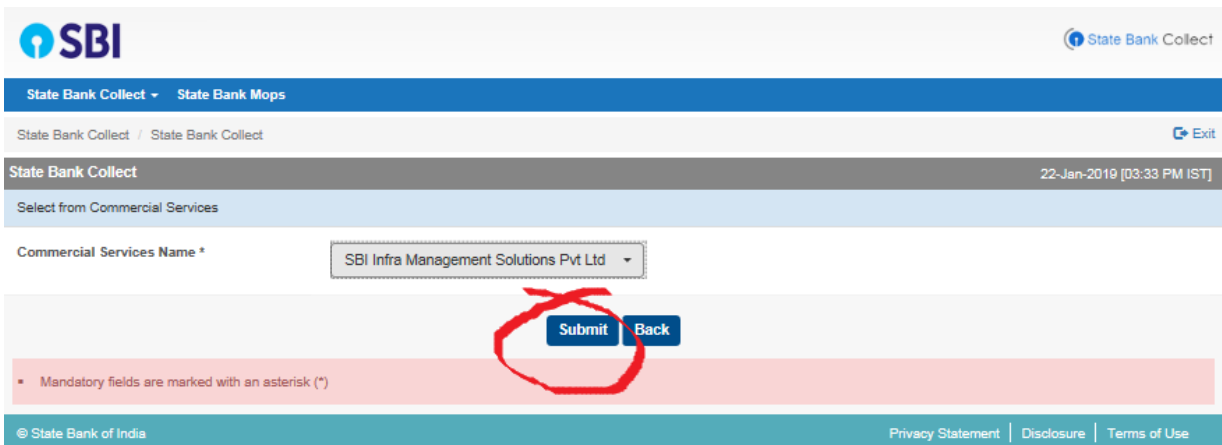 SBI
State Bank Collect
State Bank Collect State Bank Mops
State Bank Collect / State Bank Collect Exit
State Bank Collect 22-Jan-2019 [03:33 PM IST]
Select from Commercial Services
Commercial Services Name * SBI Infra Management Solutions Pvt Ltd
Submit Back
Mandatory fields are marked with an asterisk (*)
© State Bank of India Privacy Statement | Disclosure | Terms of Use